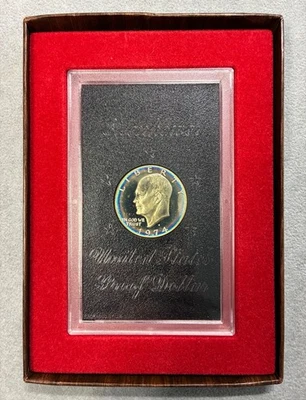 Eisenhower
LIBERTY
IN GOD WE
TRUST
1974
United States
Proof Dollar